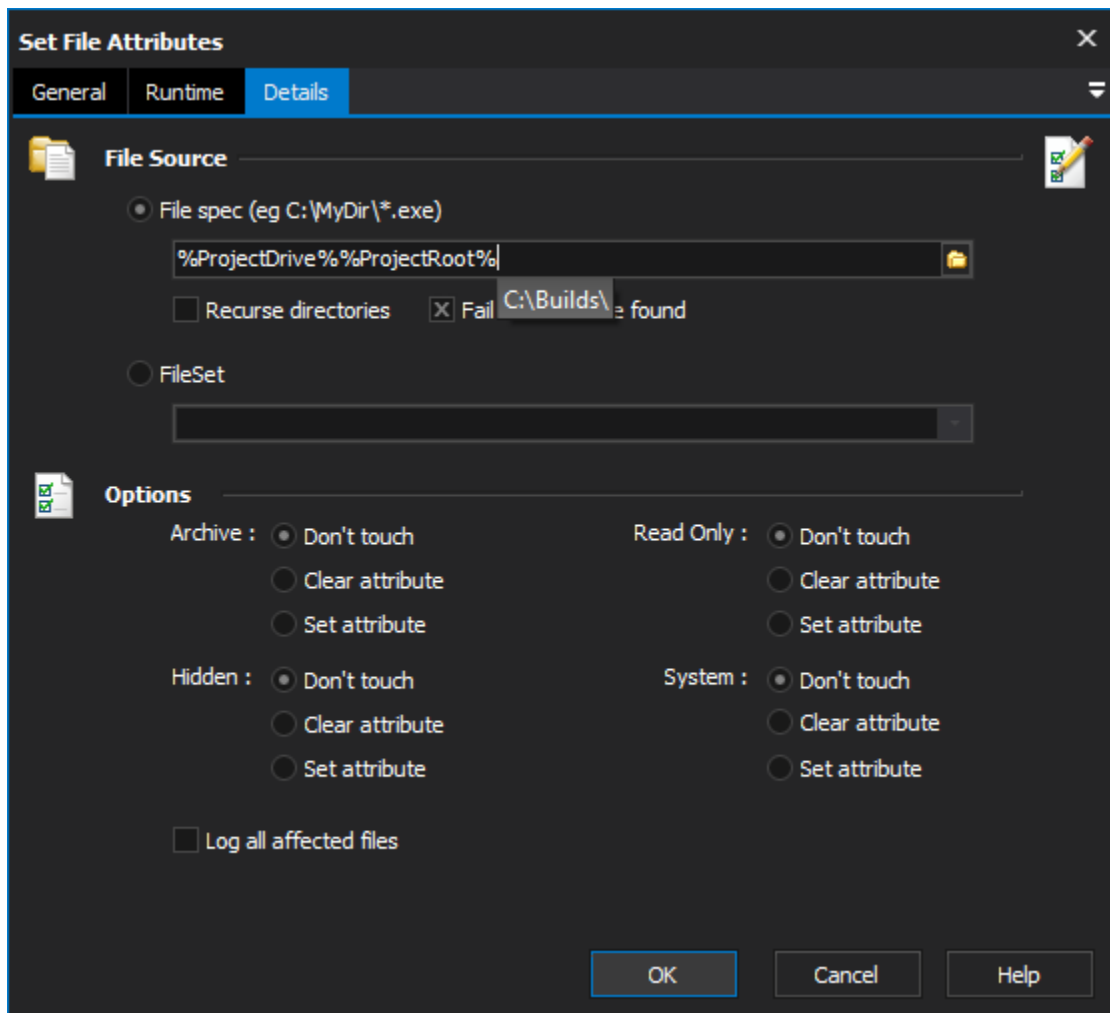 Set File Attributes
General Runtime Details
File Source
File spec (eg C:\MyDir\*.exe)
%ProjectDrive%%ProjectRoot%
C:\Builds\
Recurse directories Fail found
FileSet
Options
Archive : Don't touch Read Only : Don't touch
Clear attribute Clear attribute
Set attribute Set attribute
Hidden : Don't touch System : Don't touch
Clear attribute Clear attribute
Set attribute Set attribute
Log all affected files
OK Cancel Help